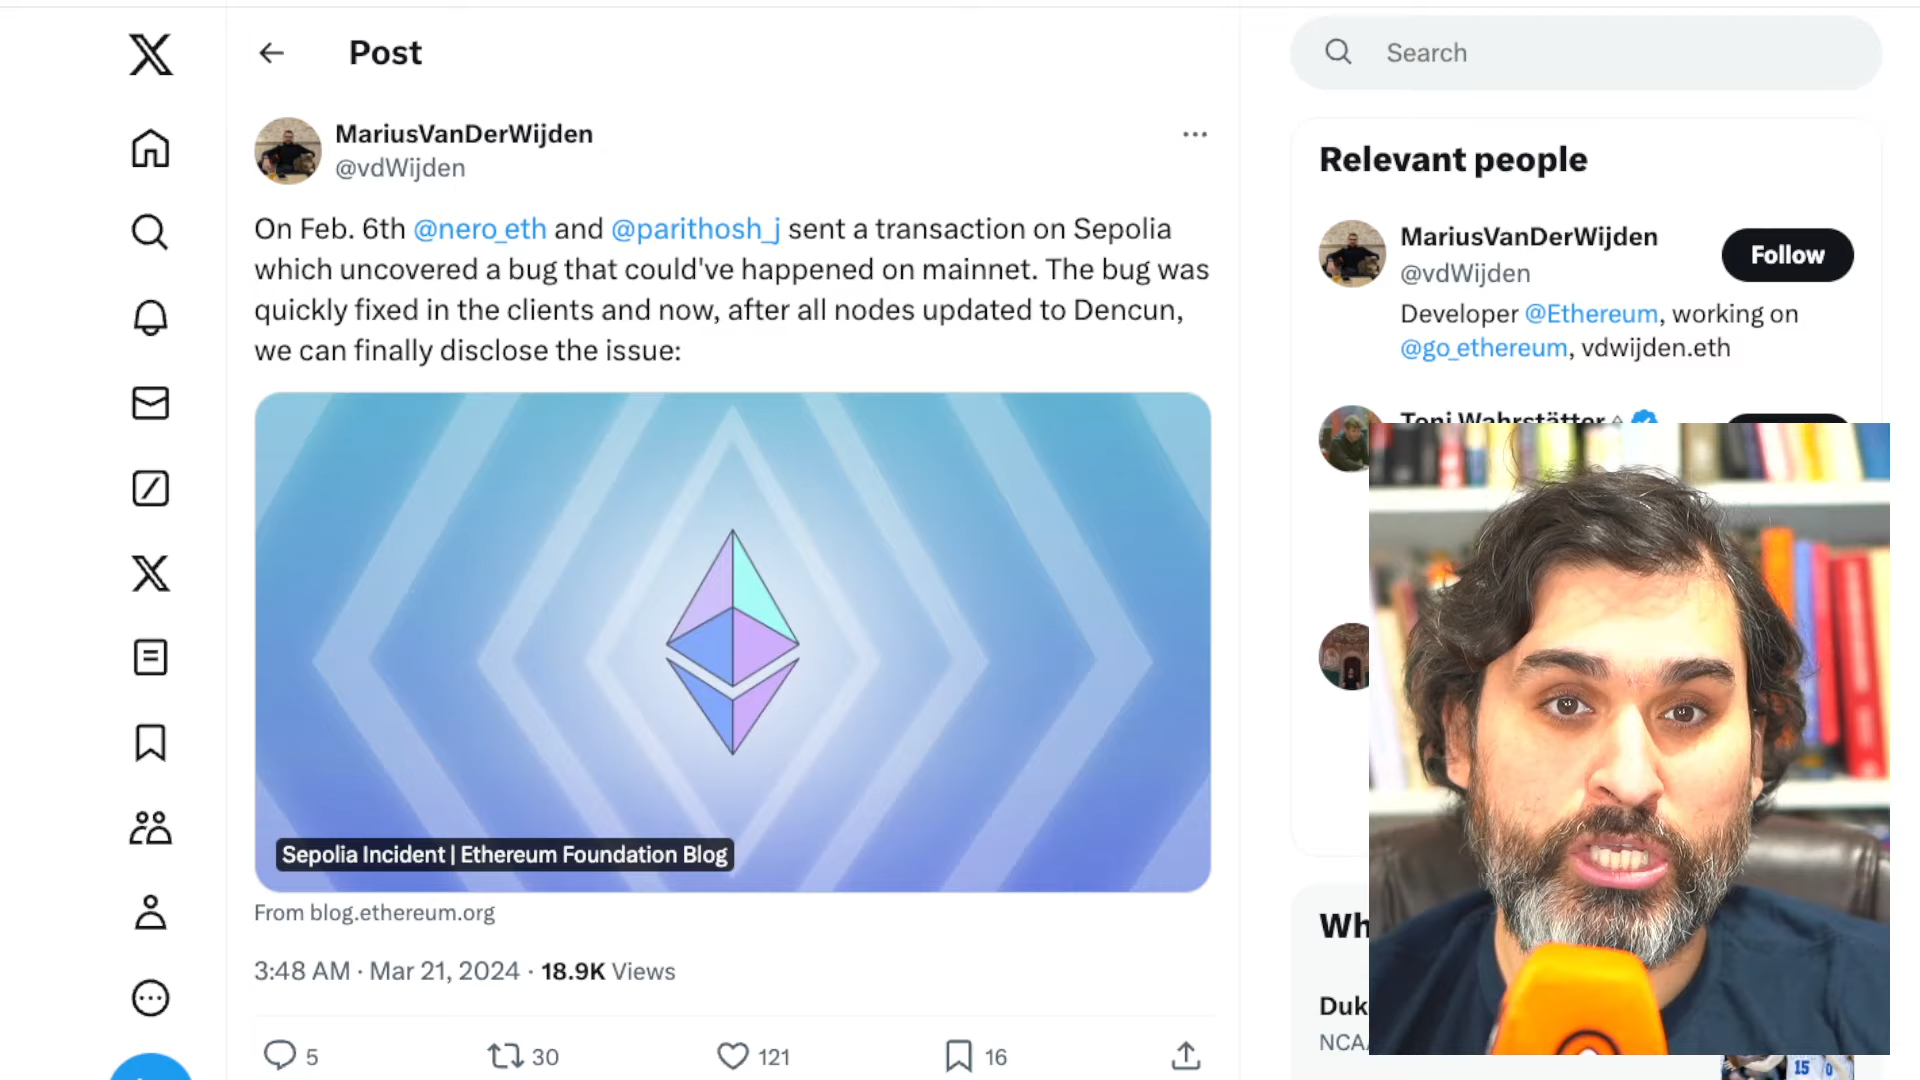 Post
MariusVanDerWijden
@vdWijden
On Feb. 6th @nero_eth and @parithosh_j sent a transaction on Sepolia
which uncovered a bug that could've happened on mainnet. The bug was
quickly fixed in the clients and now, after all nodes updated to Dencun,
we can finally disclose the issue:
Sepolia Incident | Ethereum Foundation Blog
From blog.ethereum.org
3:48 AM · Mar 21, 2024 · 18.9K Views
5 30 121 16
Search
Relevant people
MariusVanDerWijden
@vdWijden
Follow
Developer @Ethereum, working on
@go_ethereum, vdwijden.eth
Toni Wahrstätter
Wh
Duk
NCA
15 0